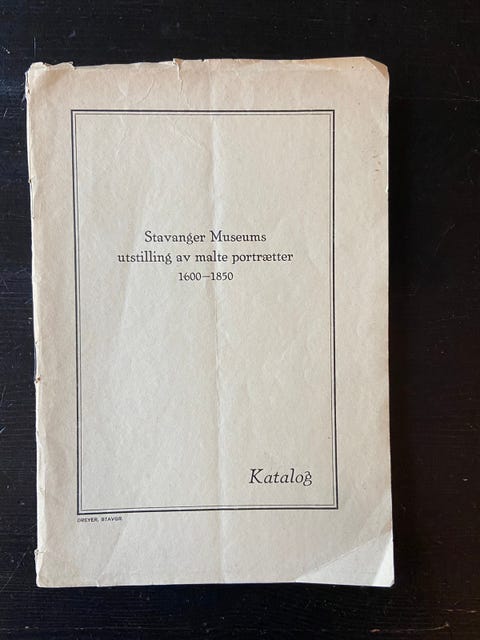 Stavanger Museums
utstilling av malte portrætter
1600—1850
Katalog
DREYER, STAVGR.